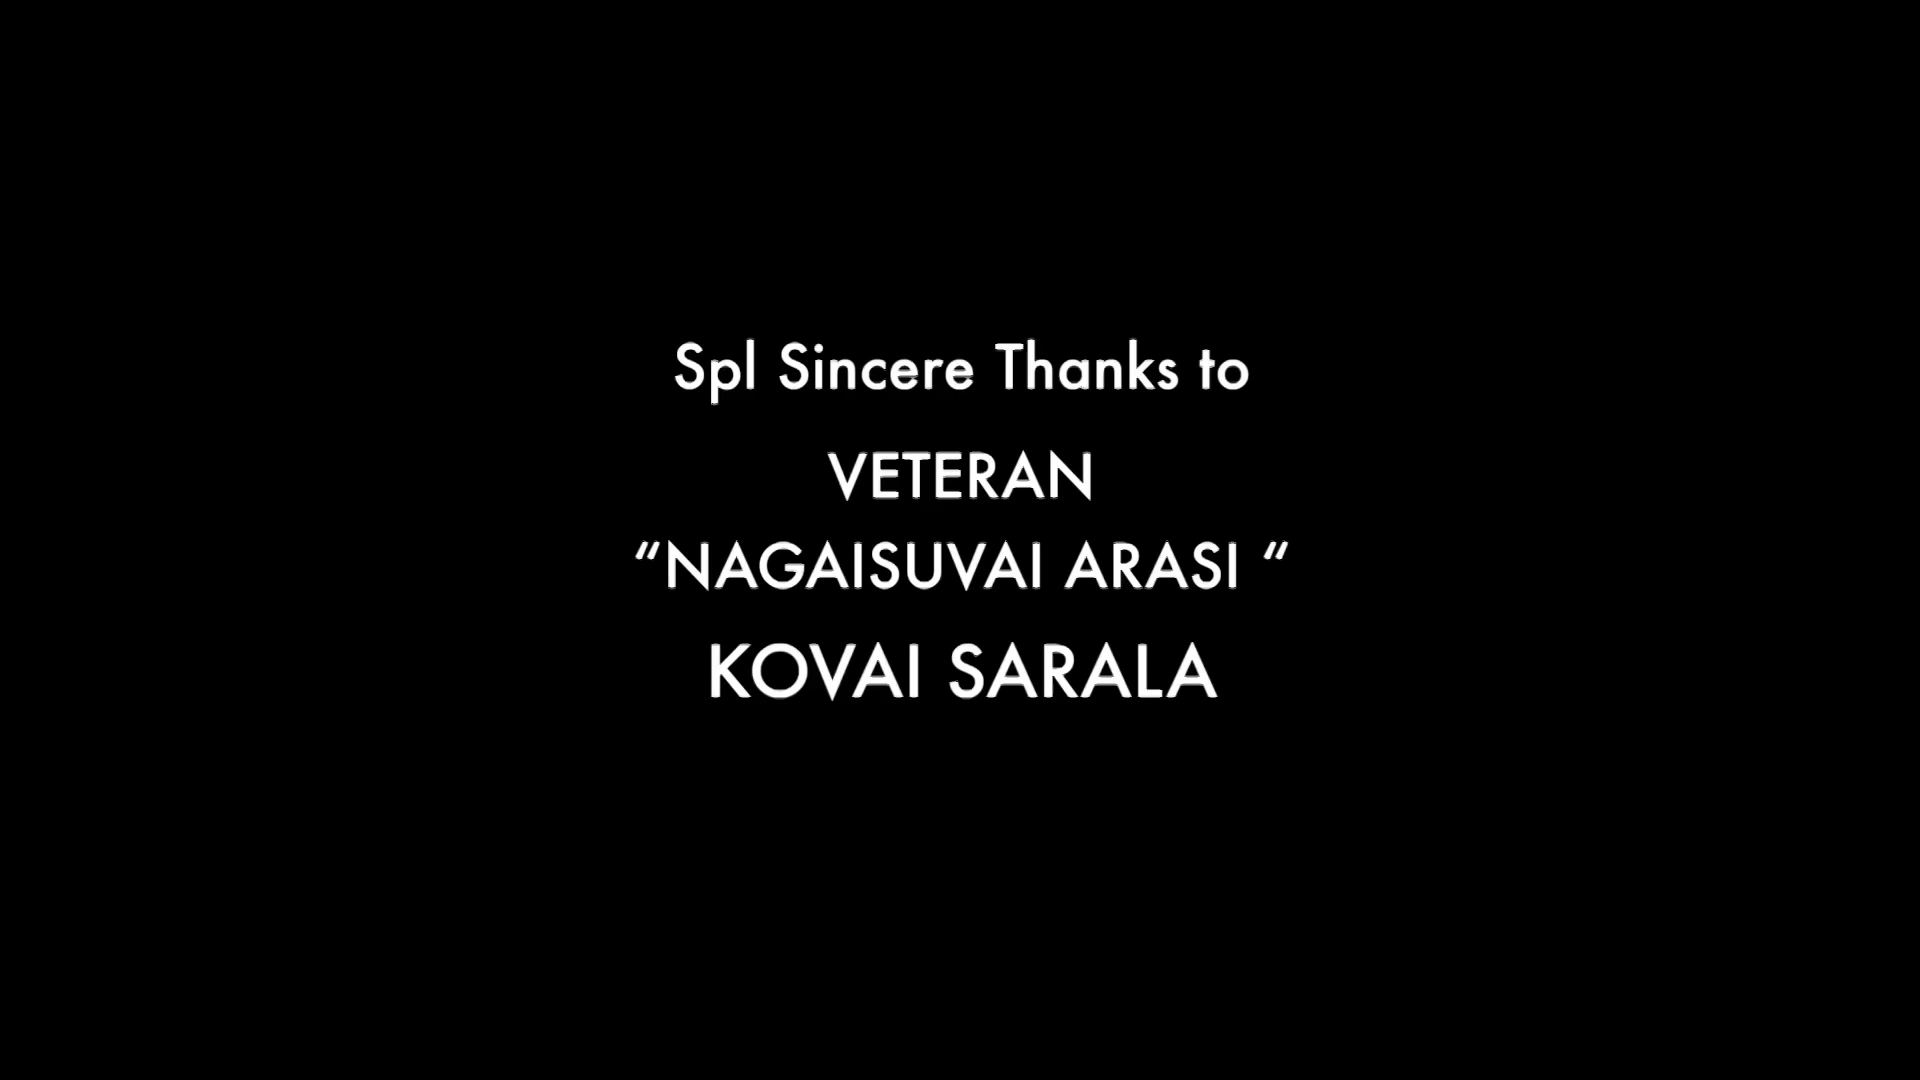 Spl Sincere Thanks to
VETERAN
“NAGAISUVAI ARASI “
KOVAI SARALA